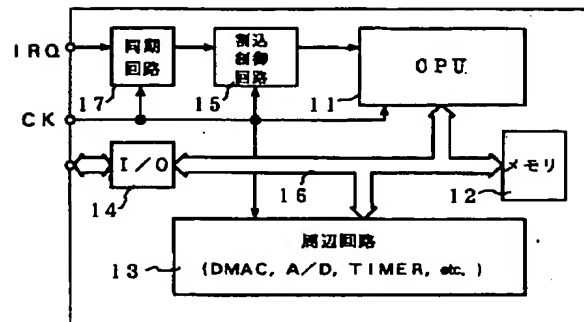 IRQ
同期
回路
17
割込
制御
回路
15
CPU
11
CK
I/O
14
16
メモリ
12
周辺回路
(DMAC, A/D, TIMER, etc.)
13